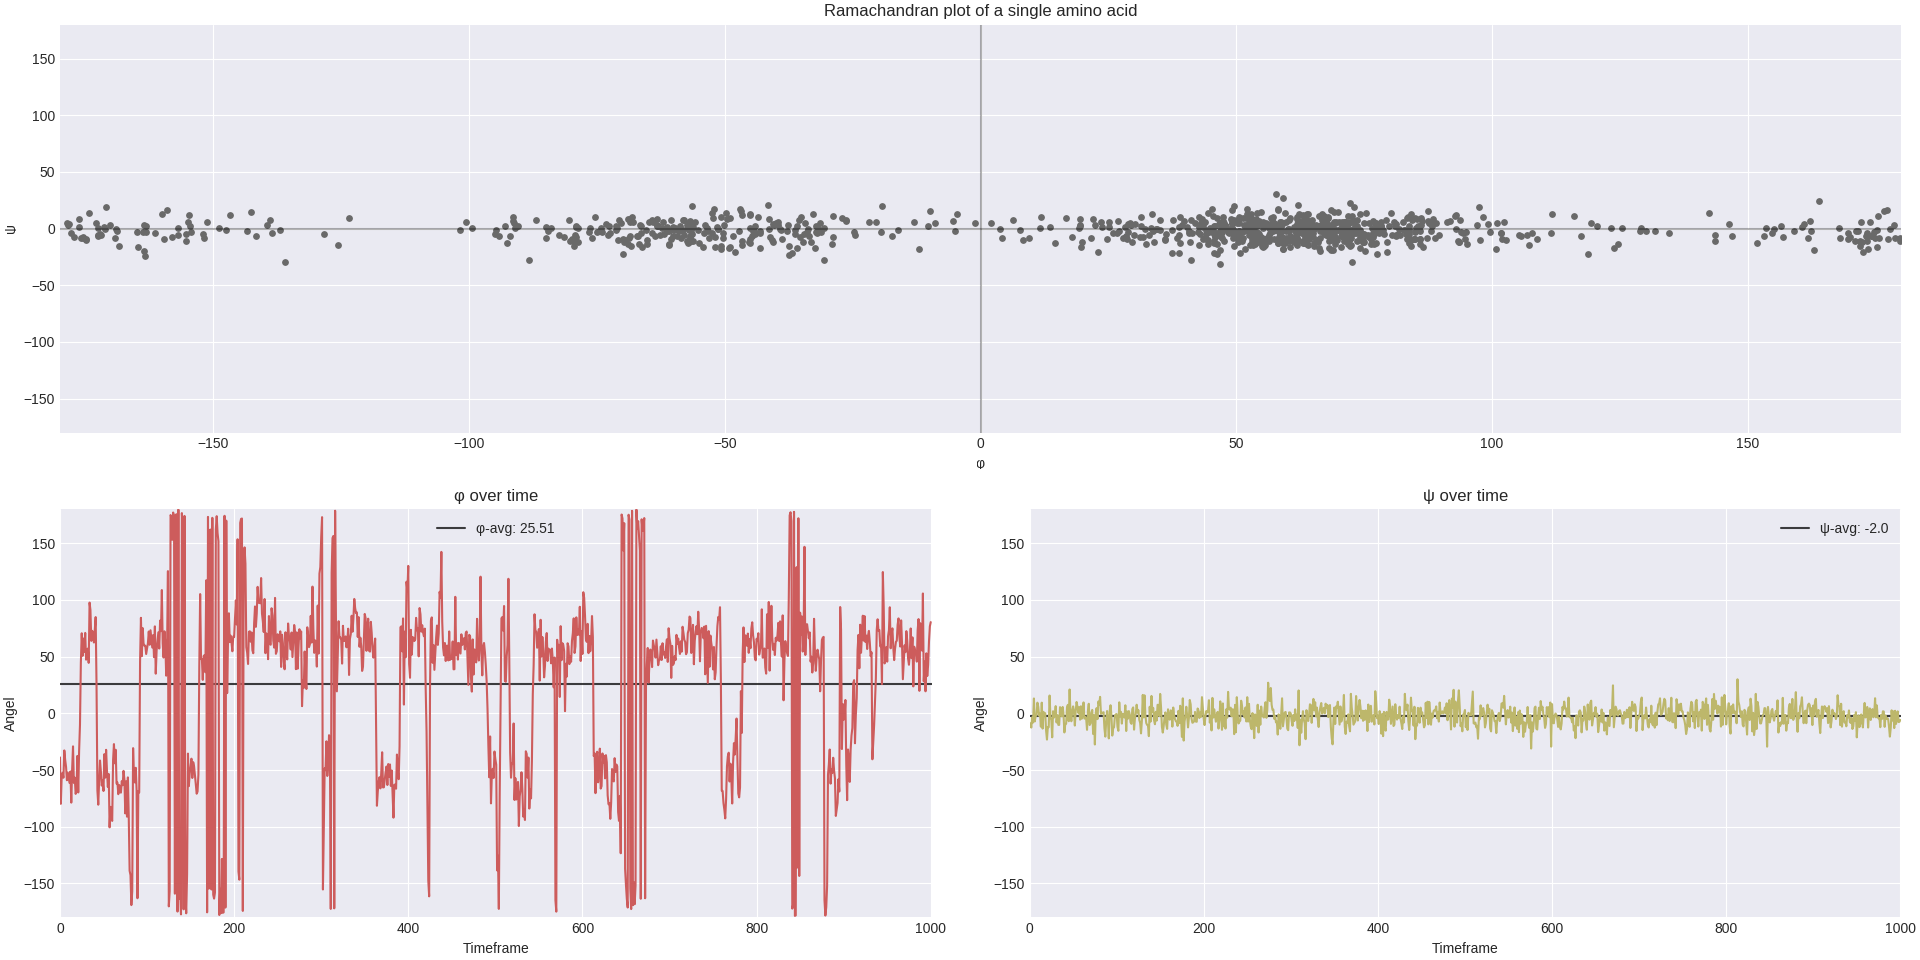 Ramachandran plot of a single amino acid
150
100
50
0
−50
−100
−150
ψ
−150 −100 −50 0 50 100 150
φ
φ over time
φ-avg: 25.51
150
100
50
0
−50
−100
−150
Angel
0 200 400 600 800 1000
Timeframe
ψ over time
ψ-avg: -2.0
150
100
50
0
−50
−100
−150
Angel
0 200 400 600 800 1000
Timeframe